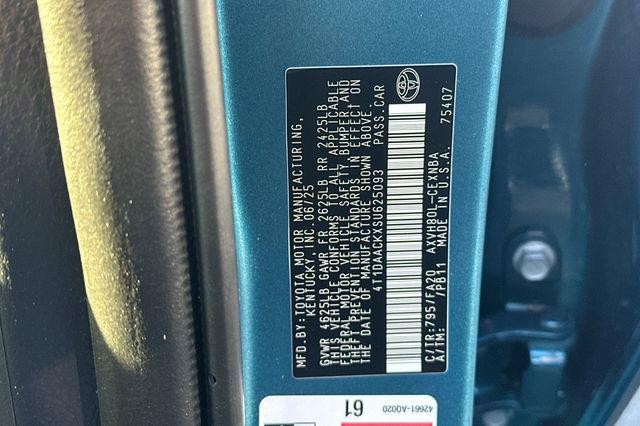 MFD.BY:TOYOTA MOTOR MANUFACTURING,
KENTUCKY, INC. 06/25
GVWR 4625LB GAWR FR 2625LB RR 2425LB
THIS VEHICLE CONFORMS TO ALL APPLICABLE
FEDERAL MOTOR VEHICLE SAFETY, BUMPER AND
THEFT PREVENTION STANDARDS IN EFFECT ON
THE DATE OF MANUFACTURE SHOWN ABOVE.
4T1DAACKXSU625093 PASS.CAR
C/TR:795/FA20 AXVH80L-CEXNBA
A/TM: /PB11 MADE IN U.S.A. 75407
42661-AQ020
61